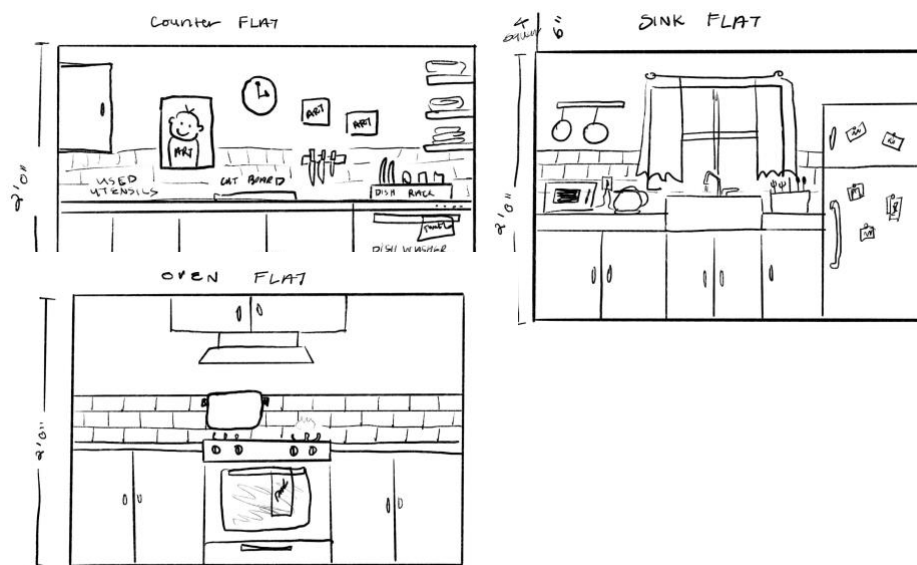 Counter FLAT
2'0"
ART
ART
ART
USED
UTENSILS
CUT BOARD
DISH RACK
DISH WASHER
SINK FLAT
6"
2'0"
OVEN FLAT
2'0"